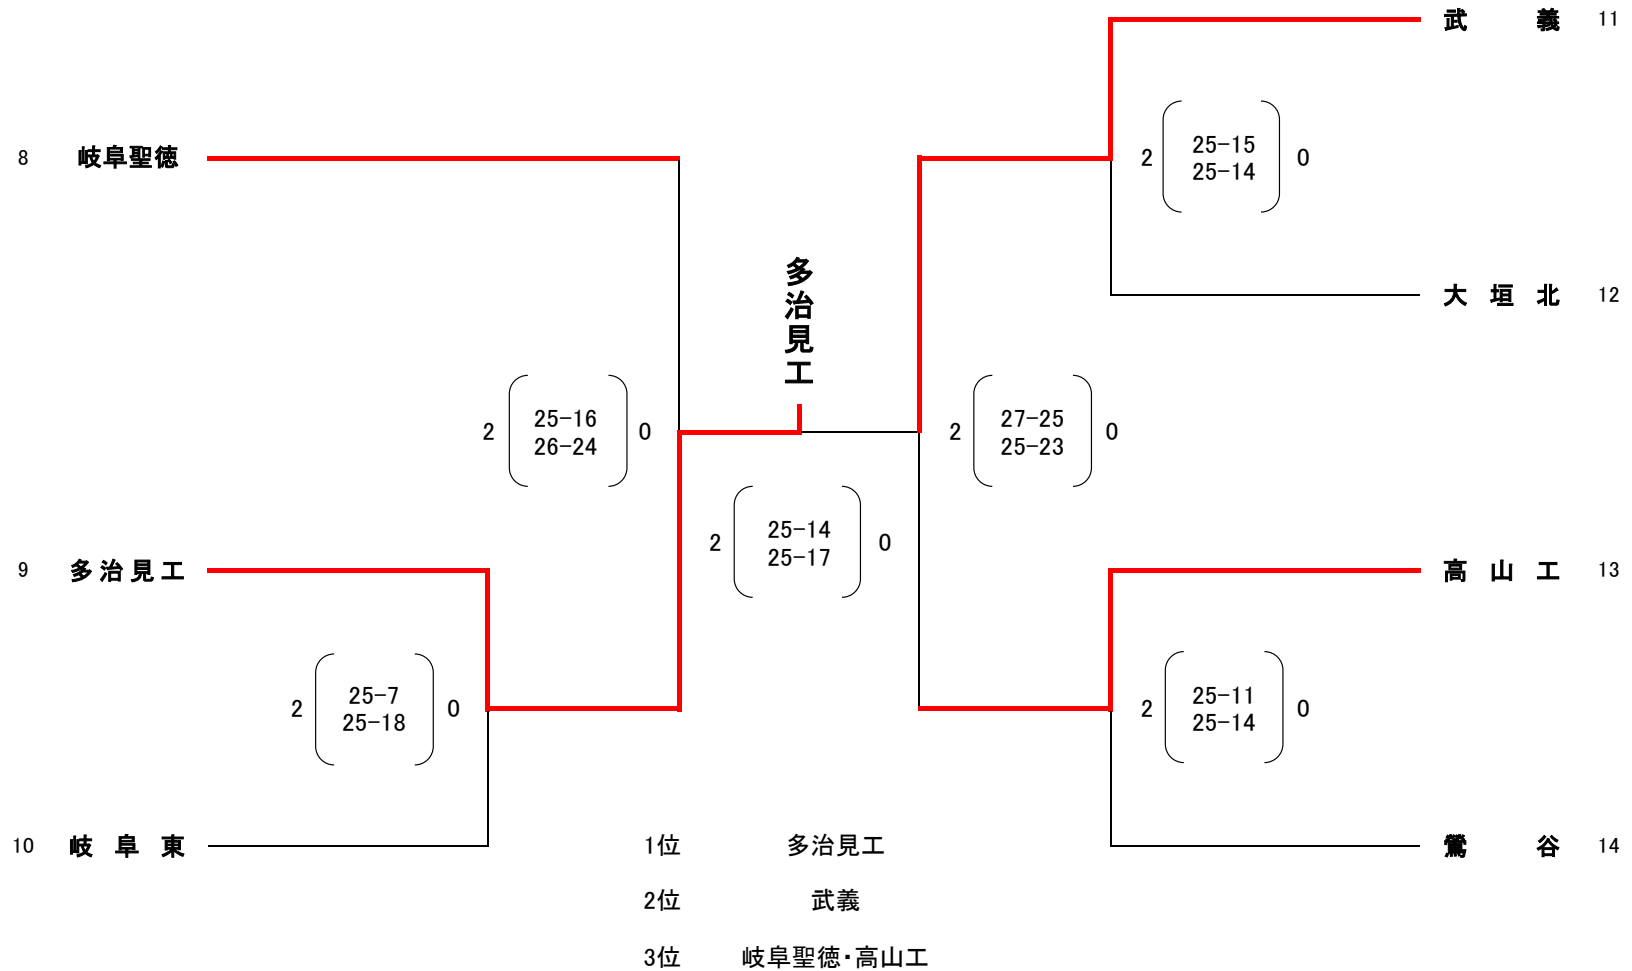 武　義 11
8 岐阜聖徳
2 25-15 0
25-14
多治見工
大 垣 北 12
2 25-16 0
26-24
2 27-25 0
25-23
2 25-14 0
25-17
9 多治見工
高 山 工 13
2 25-7 0
25-18
2 25-11 0
25-14
10 岐 阜 東
鶯　谷 14
1位 多治見工
2位 武義
3位 岐阜聖徳・高山工